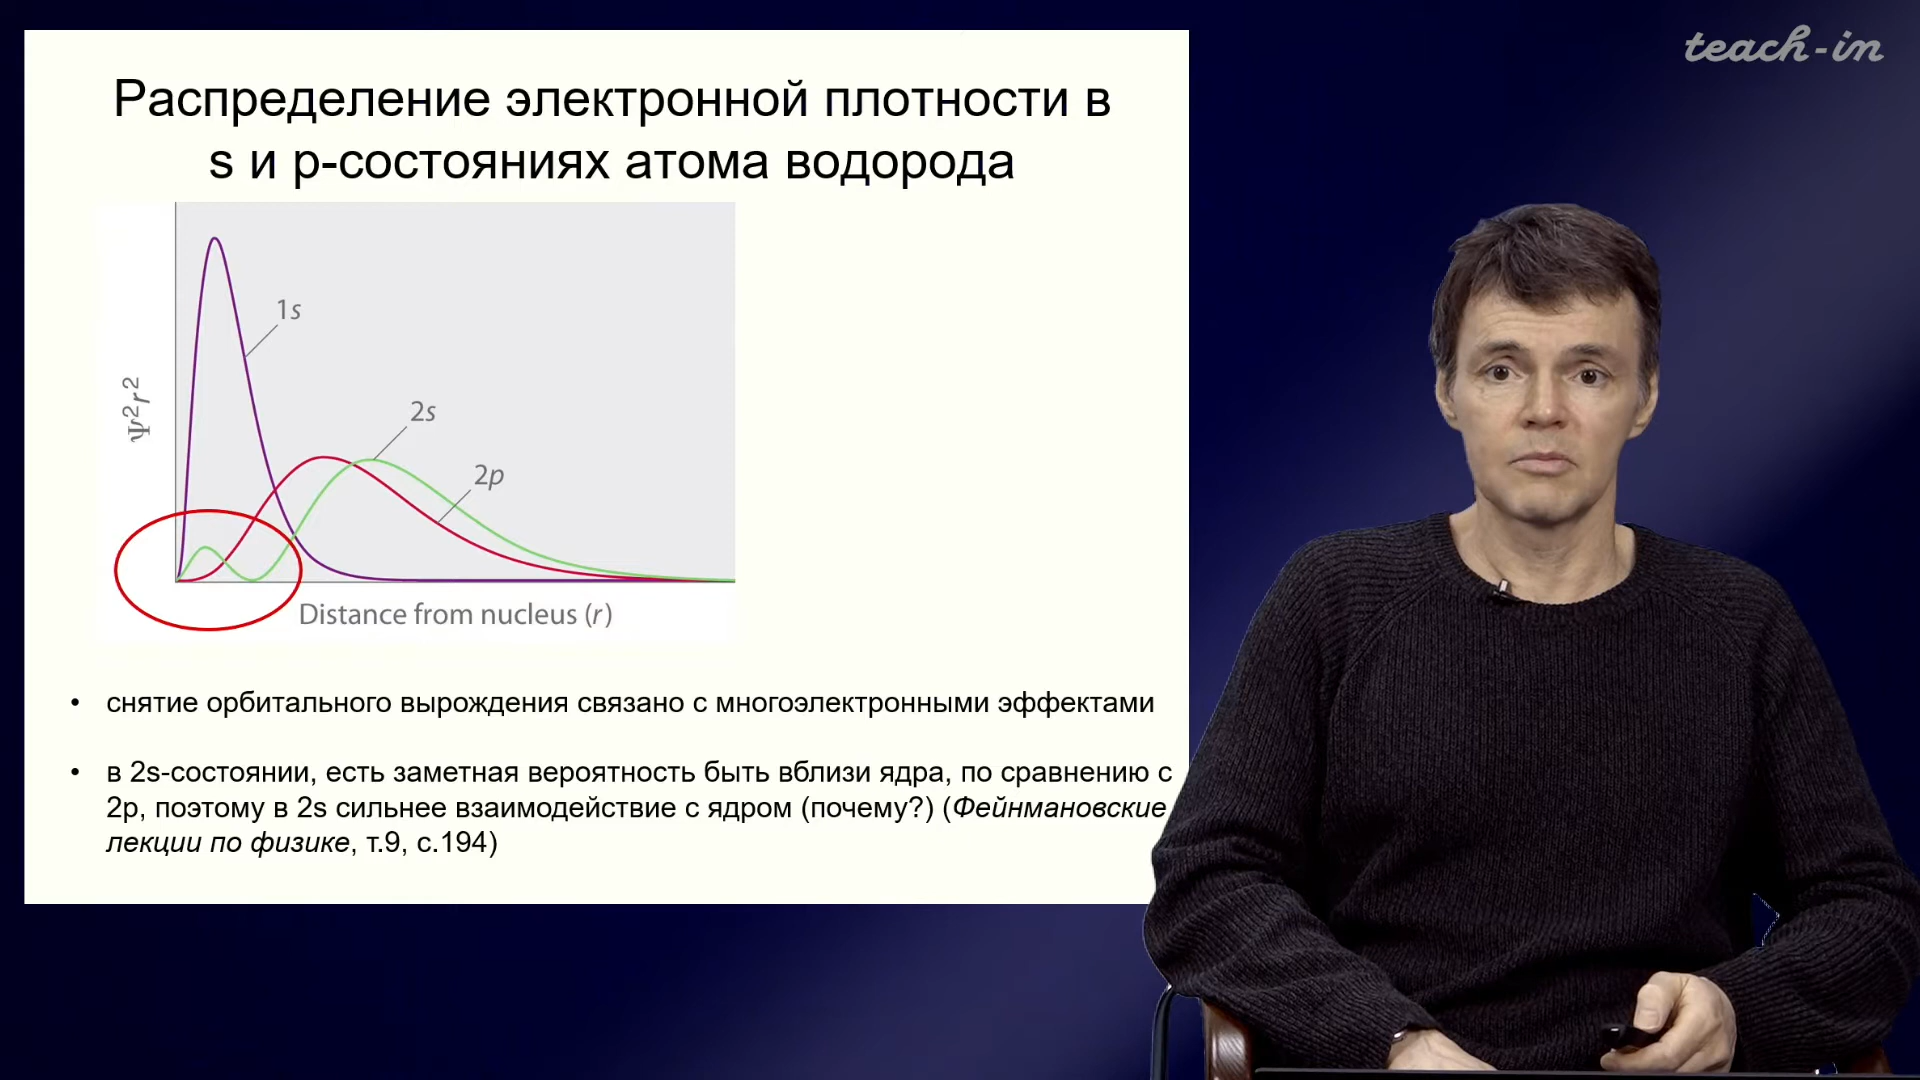 teach-in
Распределение электронной плотности в
s и p-состояниях атома водорода
1s
2s
2p
Ψ²r²
Distance from nucleus (r)
• снятие орбитального вырождения связано с многоэлектронными эффектами
• в 2s-состоянии, есть заметная вероятность быть вблизи ядра, по сравнению с
2p, поэтому в 2s сильнее взаимодействие с ядром (почему?) (Фейнмановские
лекции по физике, т.9, с.194)